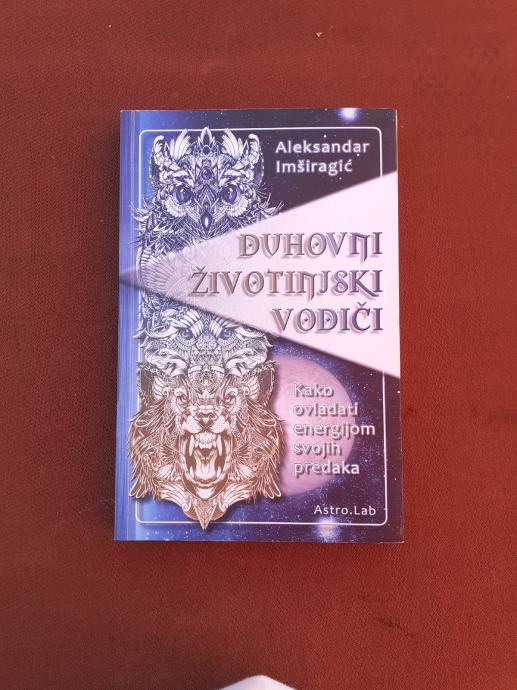 Aleksandar
Imširagić
DUHOVNI
ŽIVOTINJSKI
VODIČI
Kako
ovladati
energijom
svojih
predaka
Astro.Lab